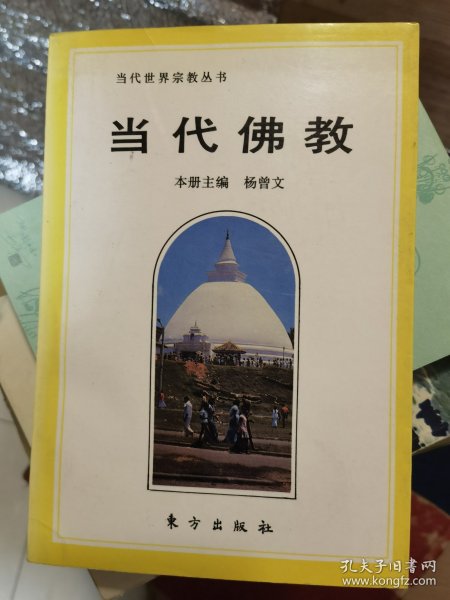 当代世界宗教丛书
当代佛教
本册主编 杨曾文
東方出版社
孔夫子旧书网
www.kongfz.com